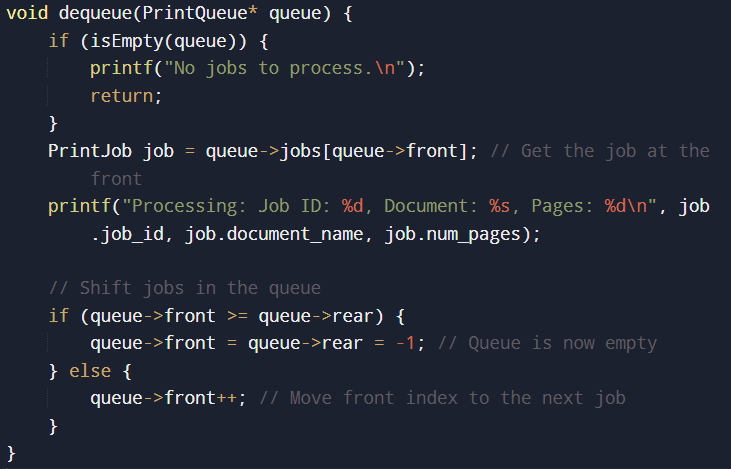 void dequeue(PrintQueue* queue) {
    if (isEmpty(queue)) {
        printf("No jobs to process.\n");
        return;
    }
    PrintJob job = queue->jobs[queue->front]; // Get the job at the
        front
    printf("Processing: Job ID: %d, Document: %s, Pages: %d\n", job
        .job_id, job.document_name, job.num_pages);

    // Shift jobs in the queue
    if (queue->front >= queue->rear) {
        queue->front = queue->rear = -1; // Queue is now empty
    } else {
        queue->front++; // Move front index to the next job
    }
}